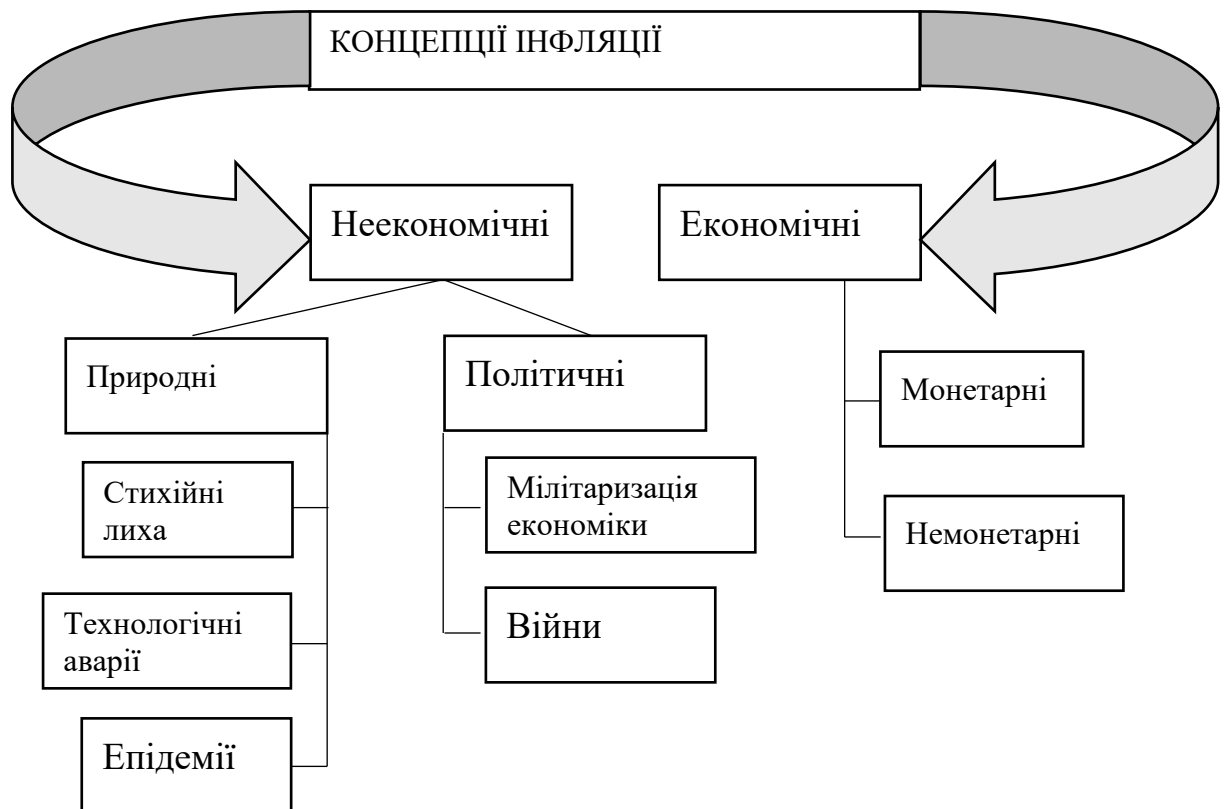 КОНЦЕПЦІЇ ІНФЛЯЦІЇ
Неекономічні
Економічні
Природні
Політичні
Монетарні
Стихійні
лиха
Мілітаризація
економіки
Немонетарні
Технологічні
аварії
Війни
Епідемії